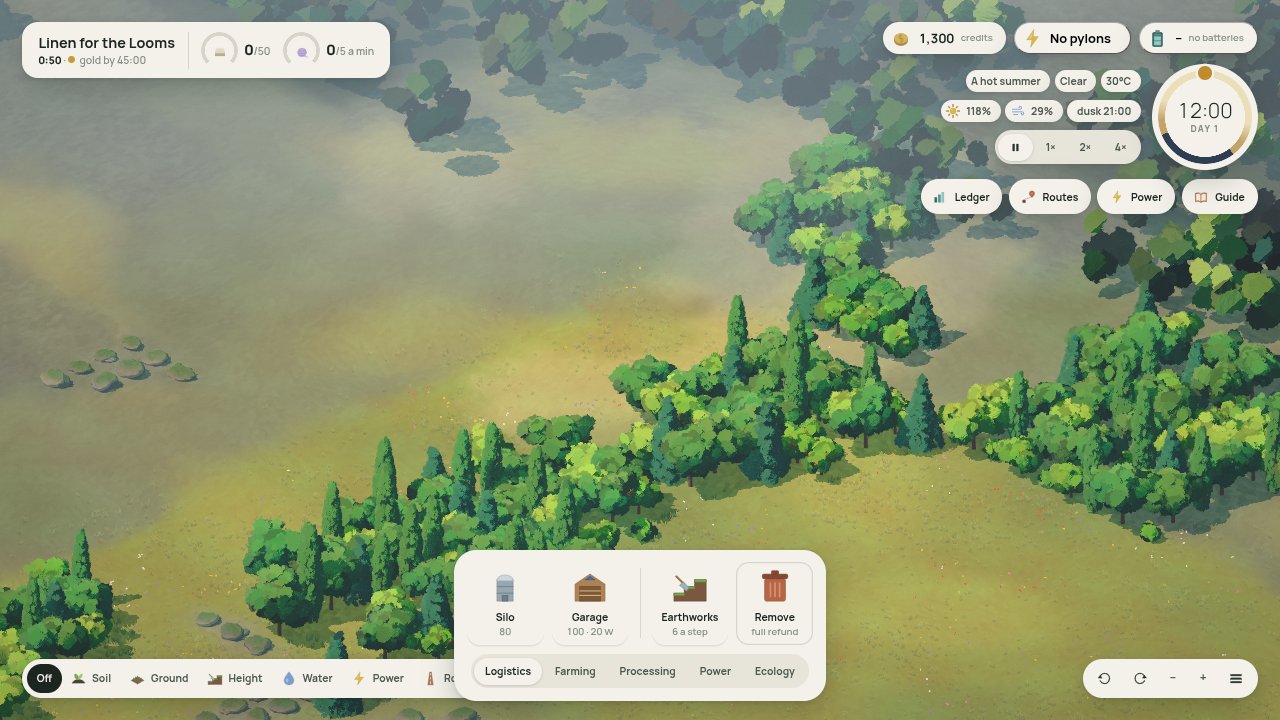 Linen for the Looms
0:50 · gold by 45:00
0/50
0/5 a min
1,300 credits
No pylons
– no batteries
A hot summer
Clear
30°C
118%
29%
dusk 21:00
12:00
DAY 1
1×
2×
4×
Ledger
Routes
Power
Guide
Silo
80
Garage
100 · 20 W
Earthworks
6 a step
Remove
full refund
Logistics
Farming
Processing
Power
Ecology
Off
Soil
Ground
Height
Water
Power
Ro